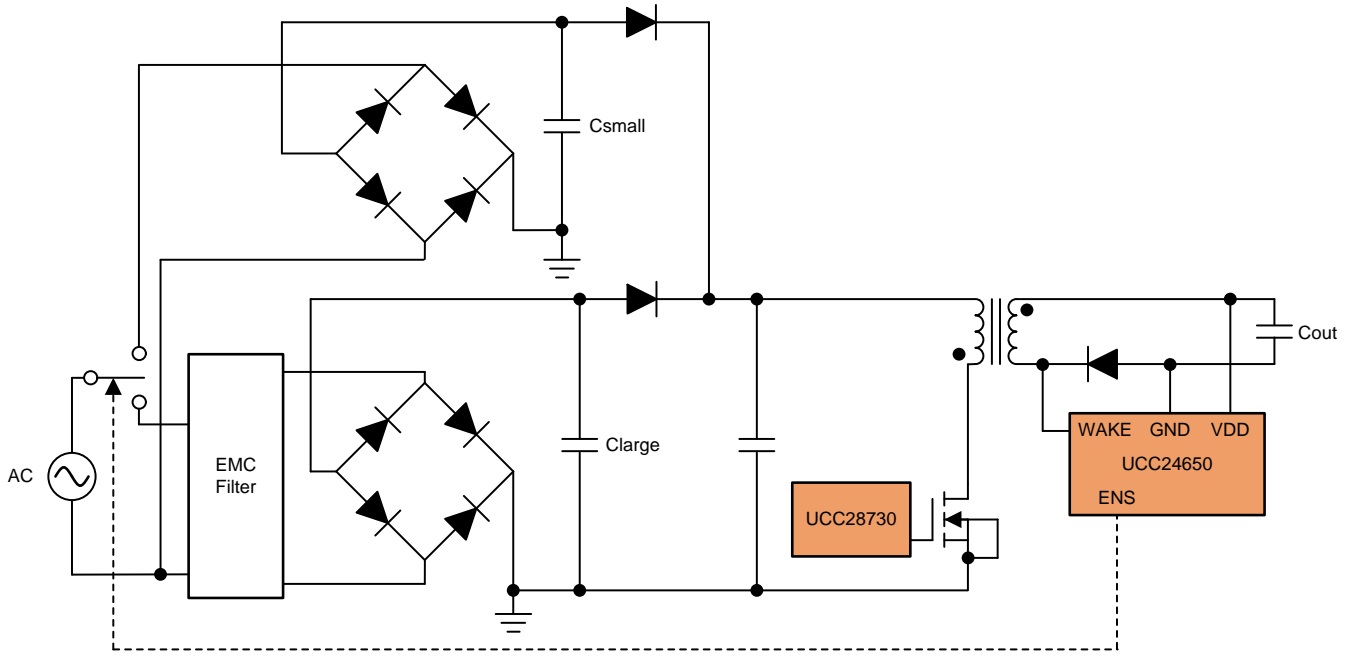 Csmall
Cout
WAKE GND VDD
UCC24650
ENS
Clarge
EMC
Filter
AC
UCC28730